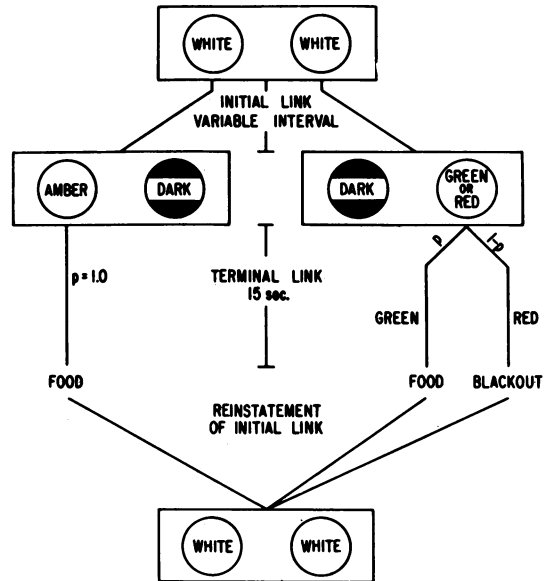 WHITE WHITE
INITIAL LINK
VARIABLE INTERVAL
AMBER DARK
DARK GREEN
OR
RED
p = 1.0
TERMINAL LINK
15 sec.
p 1-p
GREEN RED
FOOD
FOOD BLACKOUT
REINSTATEMENT
OF INITIAL LINK
WHITE WHITE